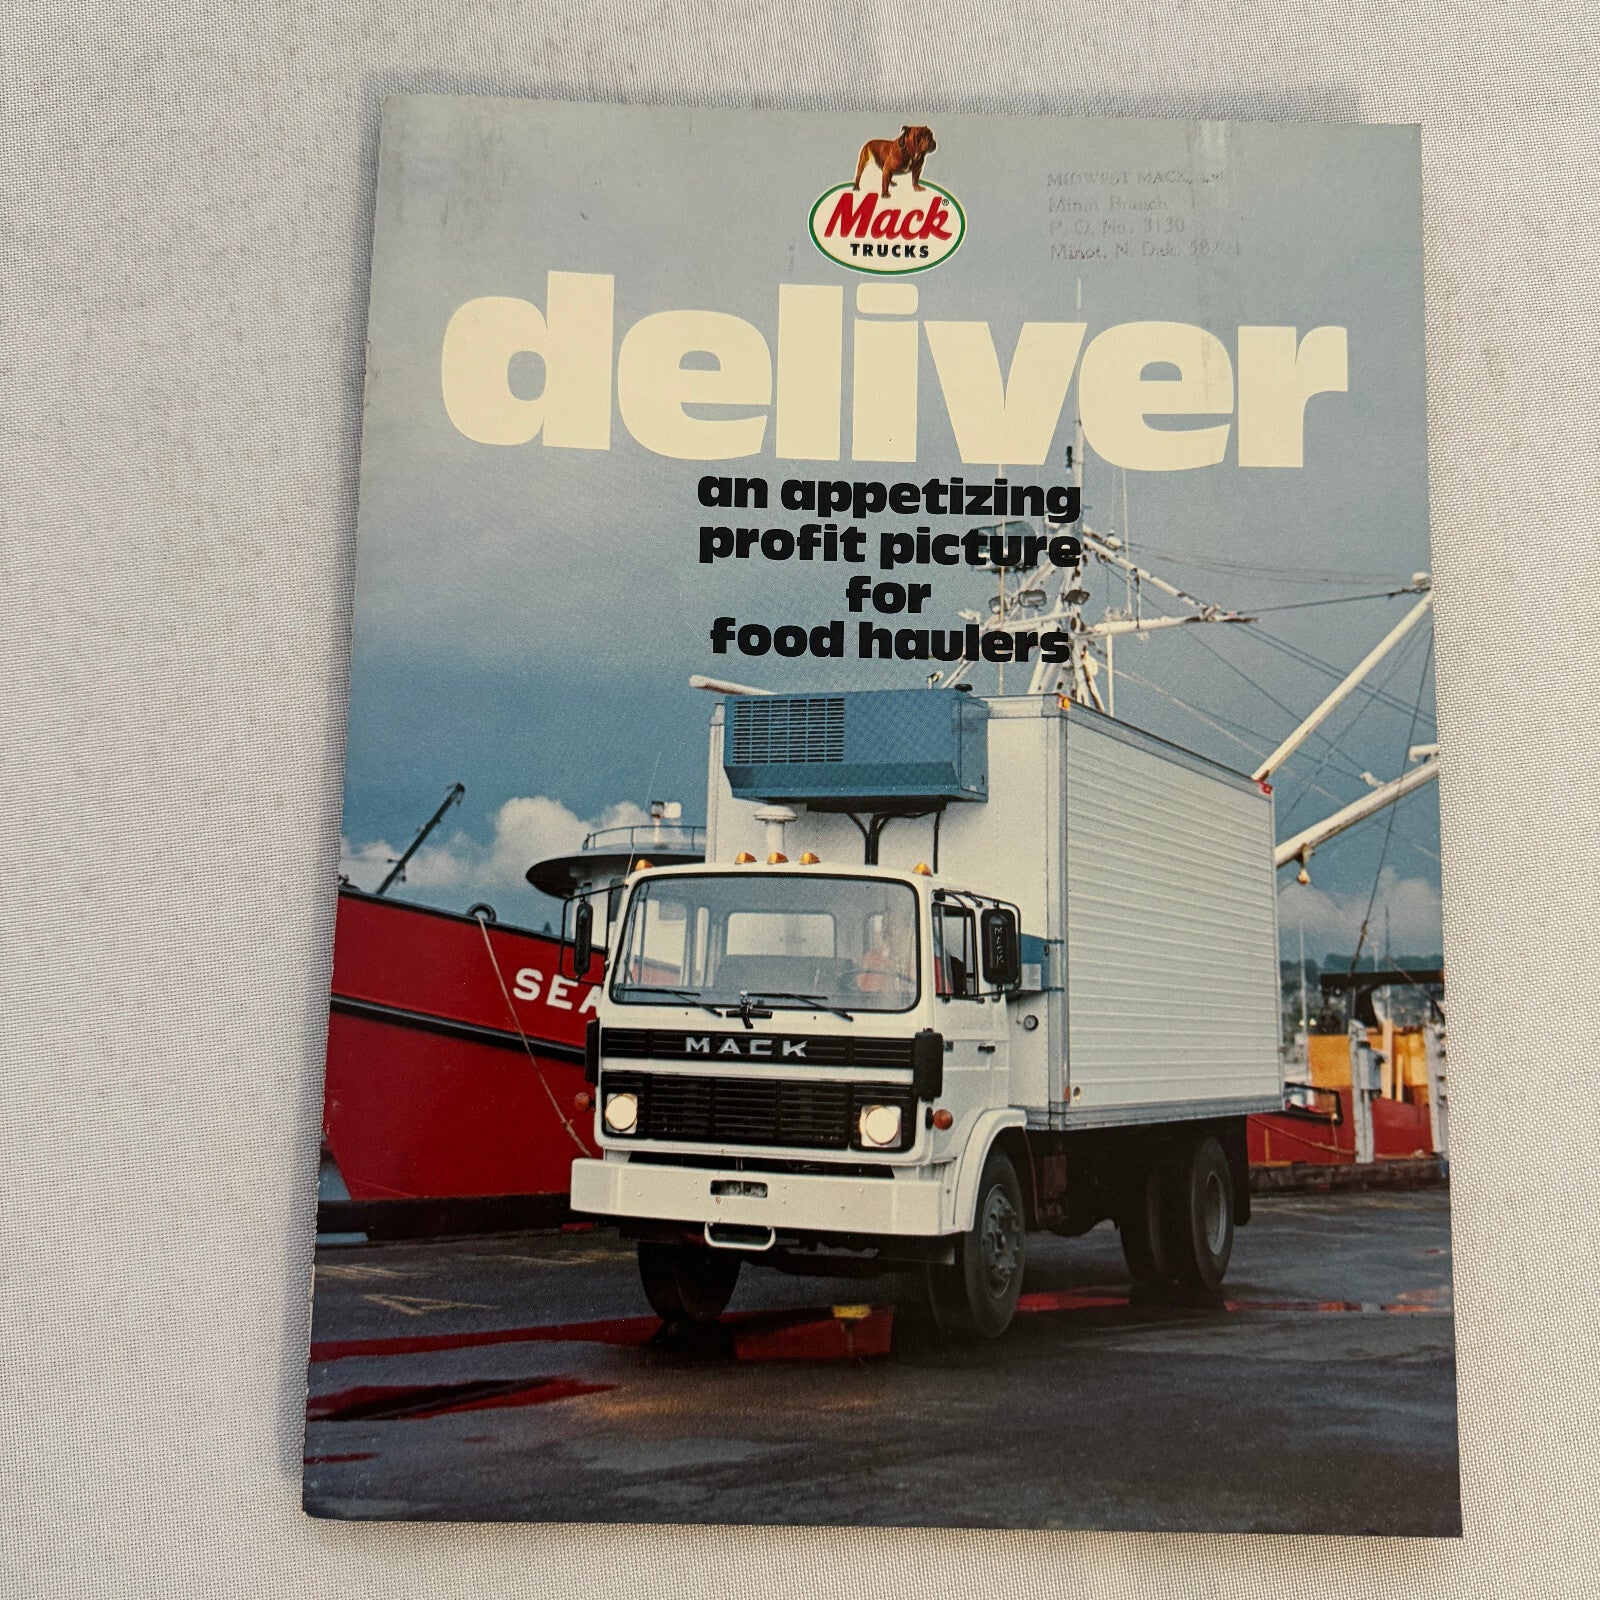 Mack®
TRUCKS
MIDWEST MACK,
Minot Branch
P. O. No. 3130
Minot, N. Dak.
deliver
an appetizing
profit picture
for
food haulers
SEA
MACK
MACK